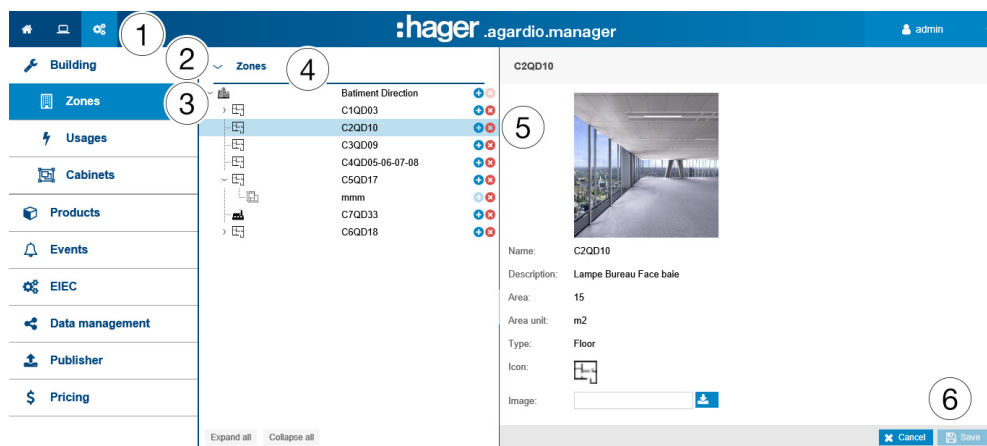 1
:hager .agardio.manager
admin
Building
2
Zones
4
C2QD10
Zones
3
Batiment Direction
C1QD03
C2QD10
5
Usages
C3QD09
C4QD05-06-07-08
Cabinets
C5QD17
mmm
Products
C7QD33
C6QD18
Events
Name: C2QD10
Description: Lampe Bureau Face baie
EIEC
Area: 15
Data management
Area unit: m2
Type: Floor
Publisher
Icon:
Pricing
Image:
6
Expand all Collapse all
Cancel Save